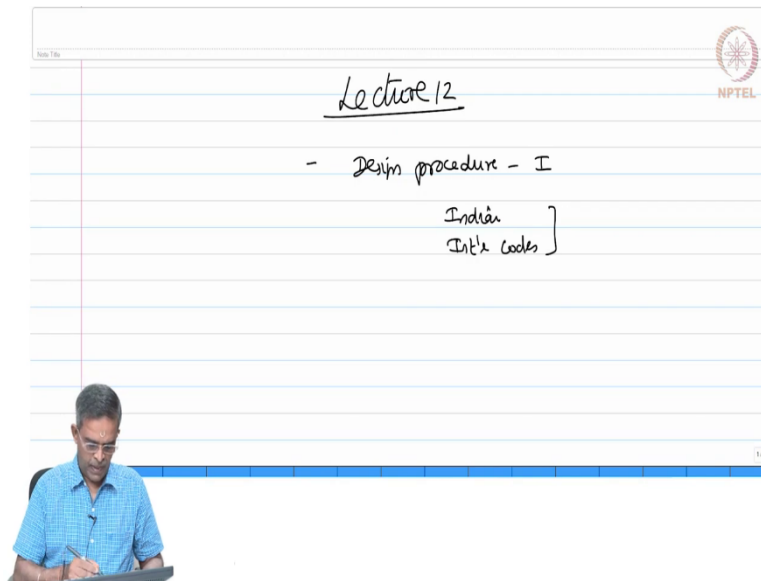 Note Title
NPTEL
Lecture 12
- Design procedure - I
Indian
Int'l codes